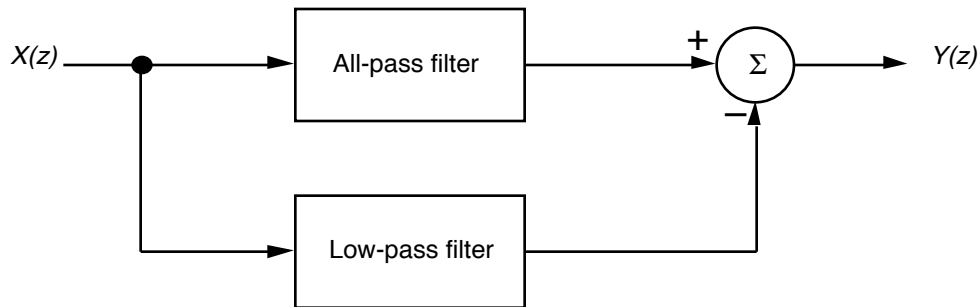 X(z)
All-pass filter
+
Σ
Y(z)
−
Low-pass filter